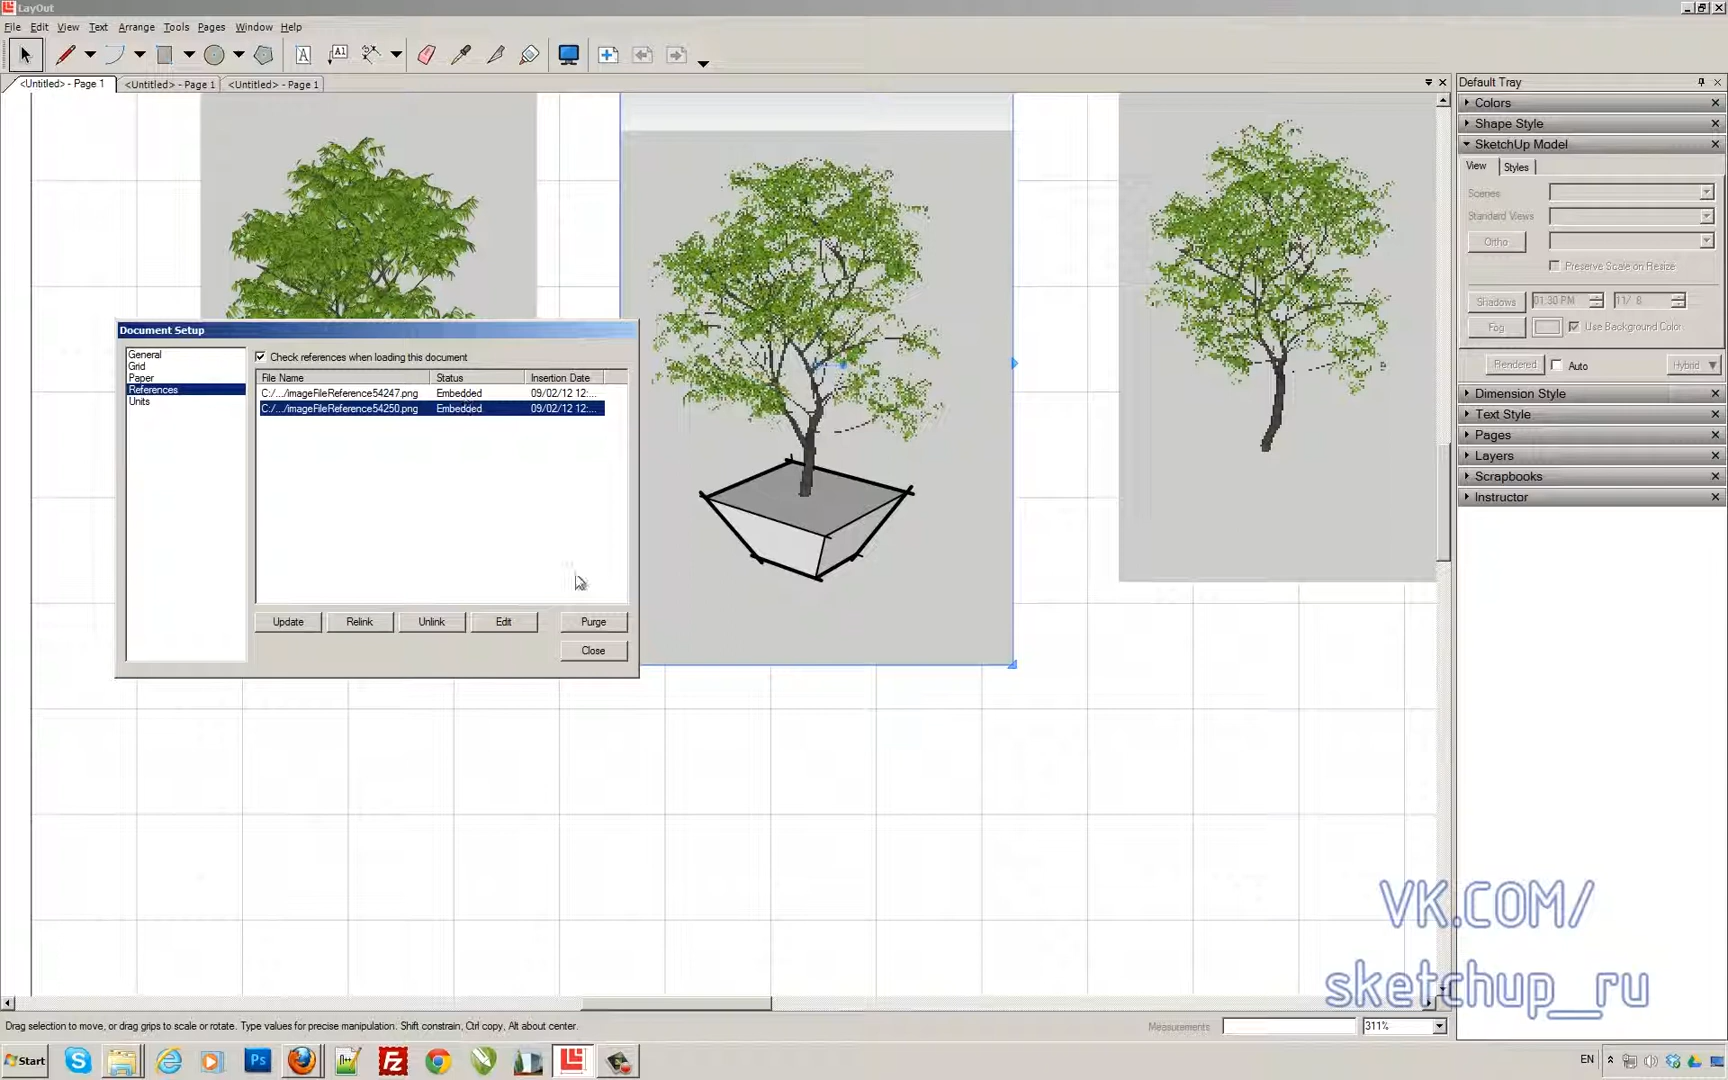 LayOut
File Edit View Text Arrange Tools Pages Window Help
A A1
<Untitled> - Page 1 <Untitled> - Page 1 <Untitled> - Page 1
Default Tray
Colors
Shape Style
SketchUp Model
View Styles
Scenes
Standard Views
Ortho
Preserve Scale on Resize
Shadows 01:30 PM 11/ 8
Fog Use Background Color
Rendered Auto Hybrid
Dimension Style
Text Style
Pages
Layers
Scrapbooks
Instructor
Document Setup
General
Grid
Paper
References
Units
Check references when loading this document
File Name Status Insertion Date
C:/.../imageFileReference54247.png Embedded 09/02/12 12:...
C:/.../imageFileReference54250.png Embedded 09/02/12 12:...
Update Relink Unlink Edit Purge
Close
VK.COM/
sketchup_ru
Drag selection to move, or drag grips to scale or rotate. Type values for precise manipulation. Shift constrain, Ctrl copy, Alt about center.
Measurements 311%
Start
Ps
Fz
EN